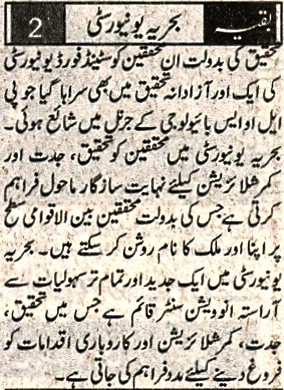 بقیہ بحریہ یونیورسٹی 2
تحقیق کی بدولت ان محققین کو سٹینڈفورڈ یونیورسٹی
کی ایک اور آزادانہ تحقیق میں بھی سراہا گیا جو پی
ایل او ایس بائیولوجی کے جرنل میں شائع ہوئی۔
بحریہ یونیورسٹی میں محققین کو تحقیق، جدت اور
کمرشلائزیشن کیلئے نہایت سازگار ماحول فراہم
کرتی ہے جس کی بدولت محققین بین الاقوامی سطح
پر اپنا اور ملک کا نام روشن کر سکتے ہیں۔ بحریہ
یونیورسٹی میں ایک جدید اور تمام تر سہولیات سے
آراستہ انوویشن سنٹر قائم ہے جس میں تحقیق،
جدت، کمرشلائزیشن اور کاروباری اقدامات کو
فروغ دینے کیلئے مدد فراہم کی جاتی ہے۔